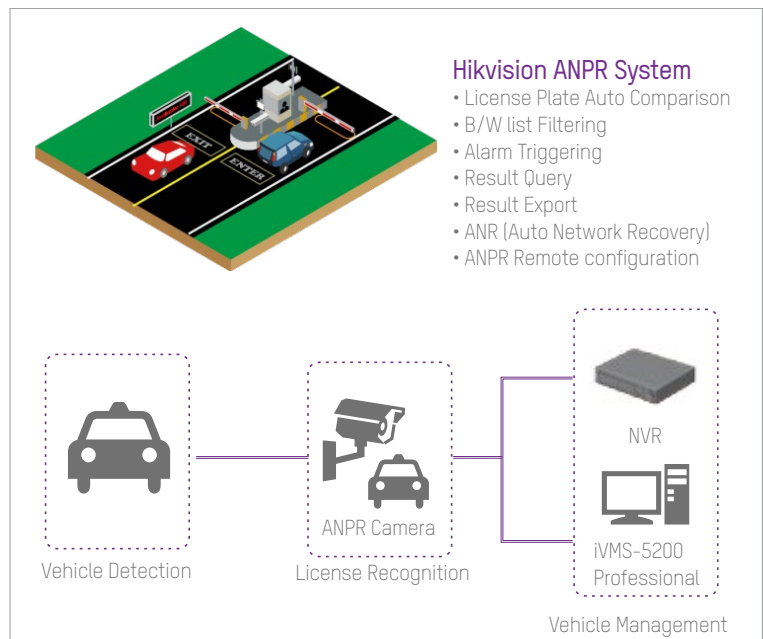 Hikvision ANPR System
• License Plate Auto Comparison
• B/W list Filtering
• Alarm Triggering
• Result Query
• Result Export
• ANR (Auto Network Recovery)
• ANPR Remote configuration
EXIT
ENTER
NVR
ANPR Camera
iVMS-5200
Professional
Vehicle Detection
License Recognition
Vehicle Management